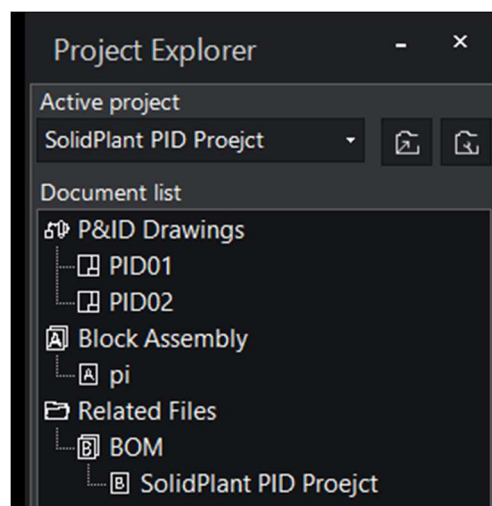 Project Explorer
Active project
SolidPlant PID Proejct
Document list
P&ID Drawings
PID01
PID02
Block Assembly
pi
Related Files
BOM
SolidPlant PID Proejct